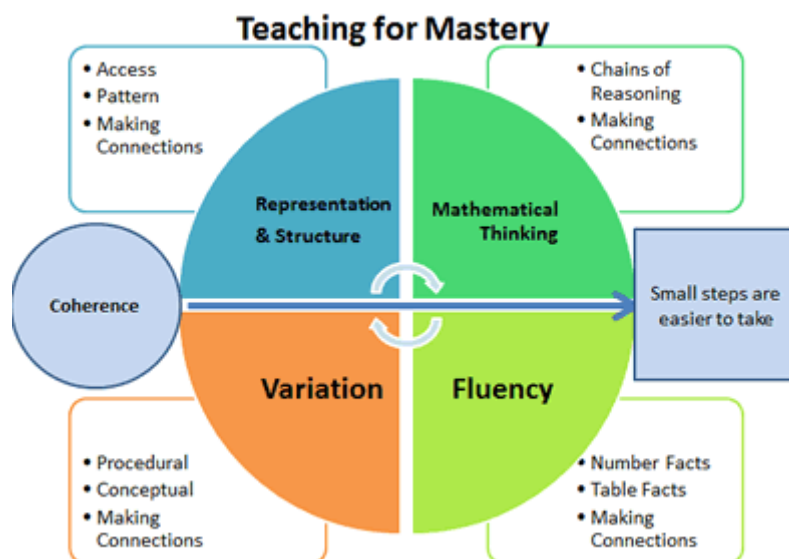 Teaching for Mastery
• Access
• Pattern
• Making
Connections
• Chains of
Reasoning
• Making
Connections
Representation
& Structure
Mathematical
Thinking
Coherence
Small steps are
easier to take
Variation
Fluency
• Procedural
• Conceptual
• Making
Connections
• Number Facts
• Table Facts
• Making
Connections